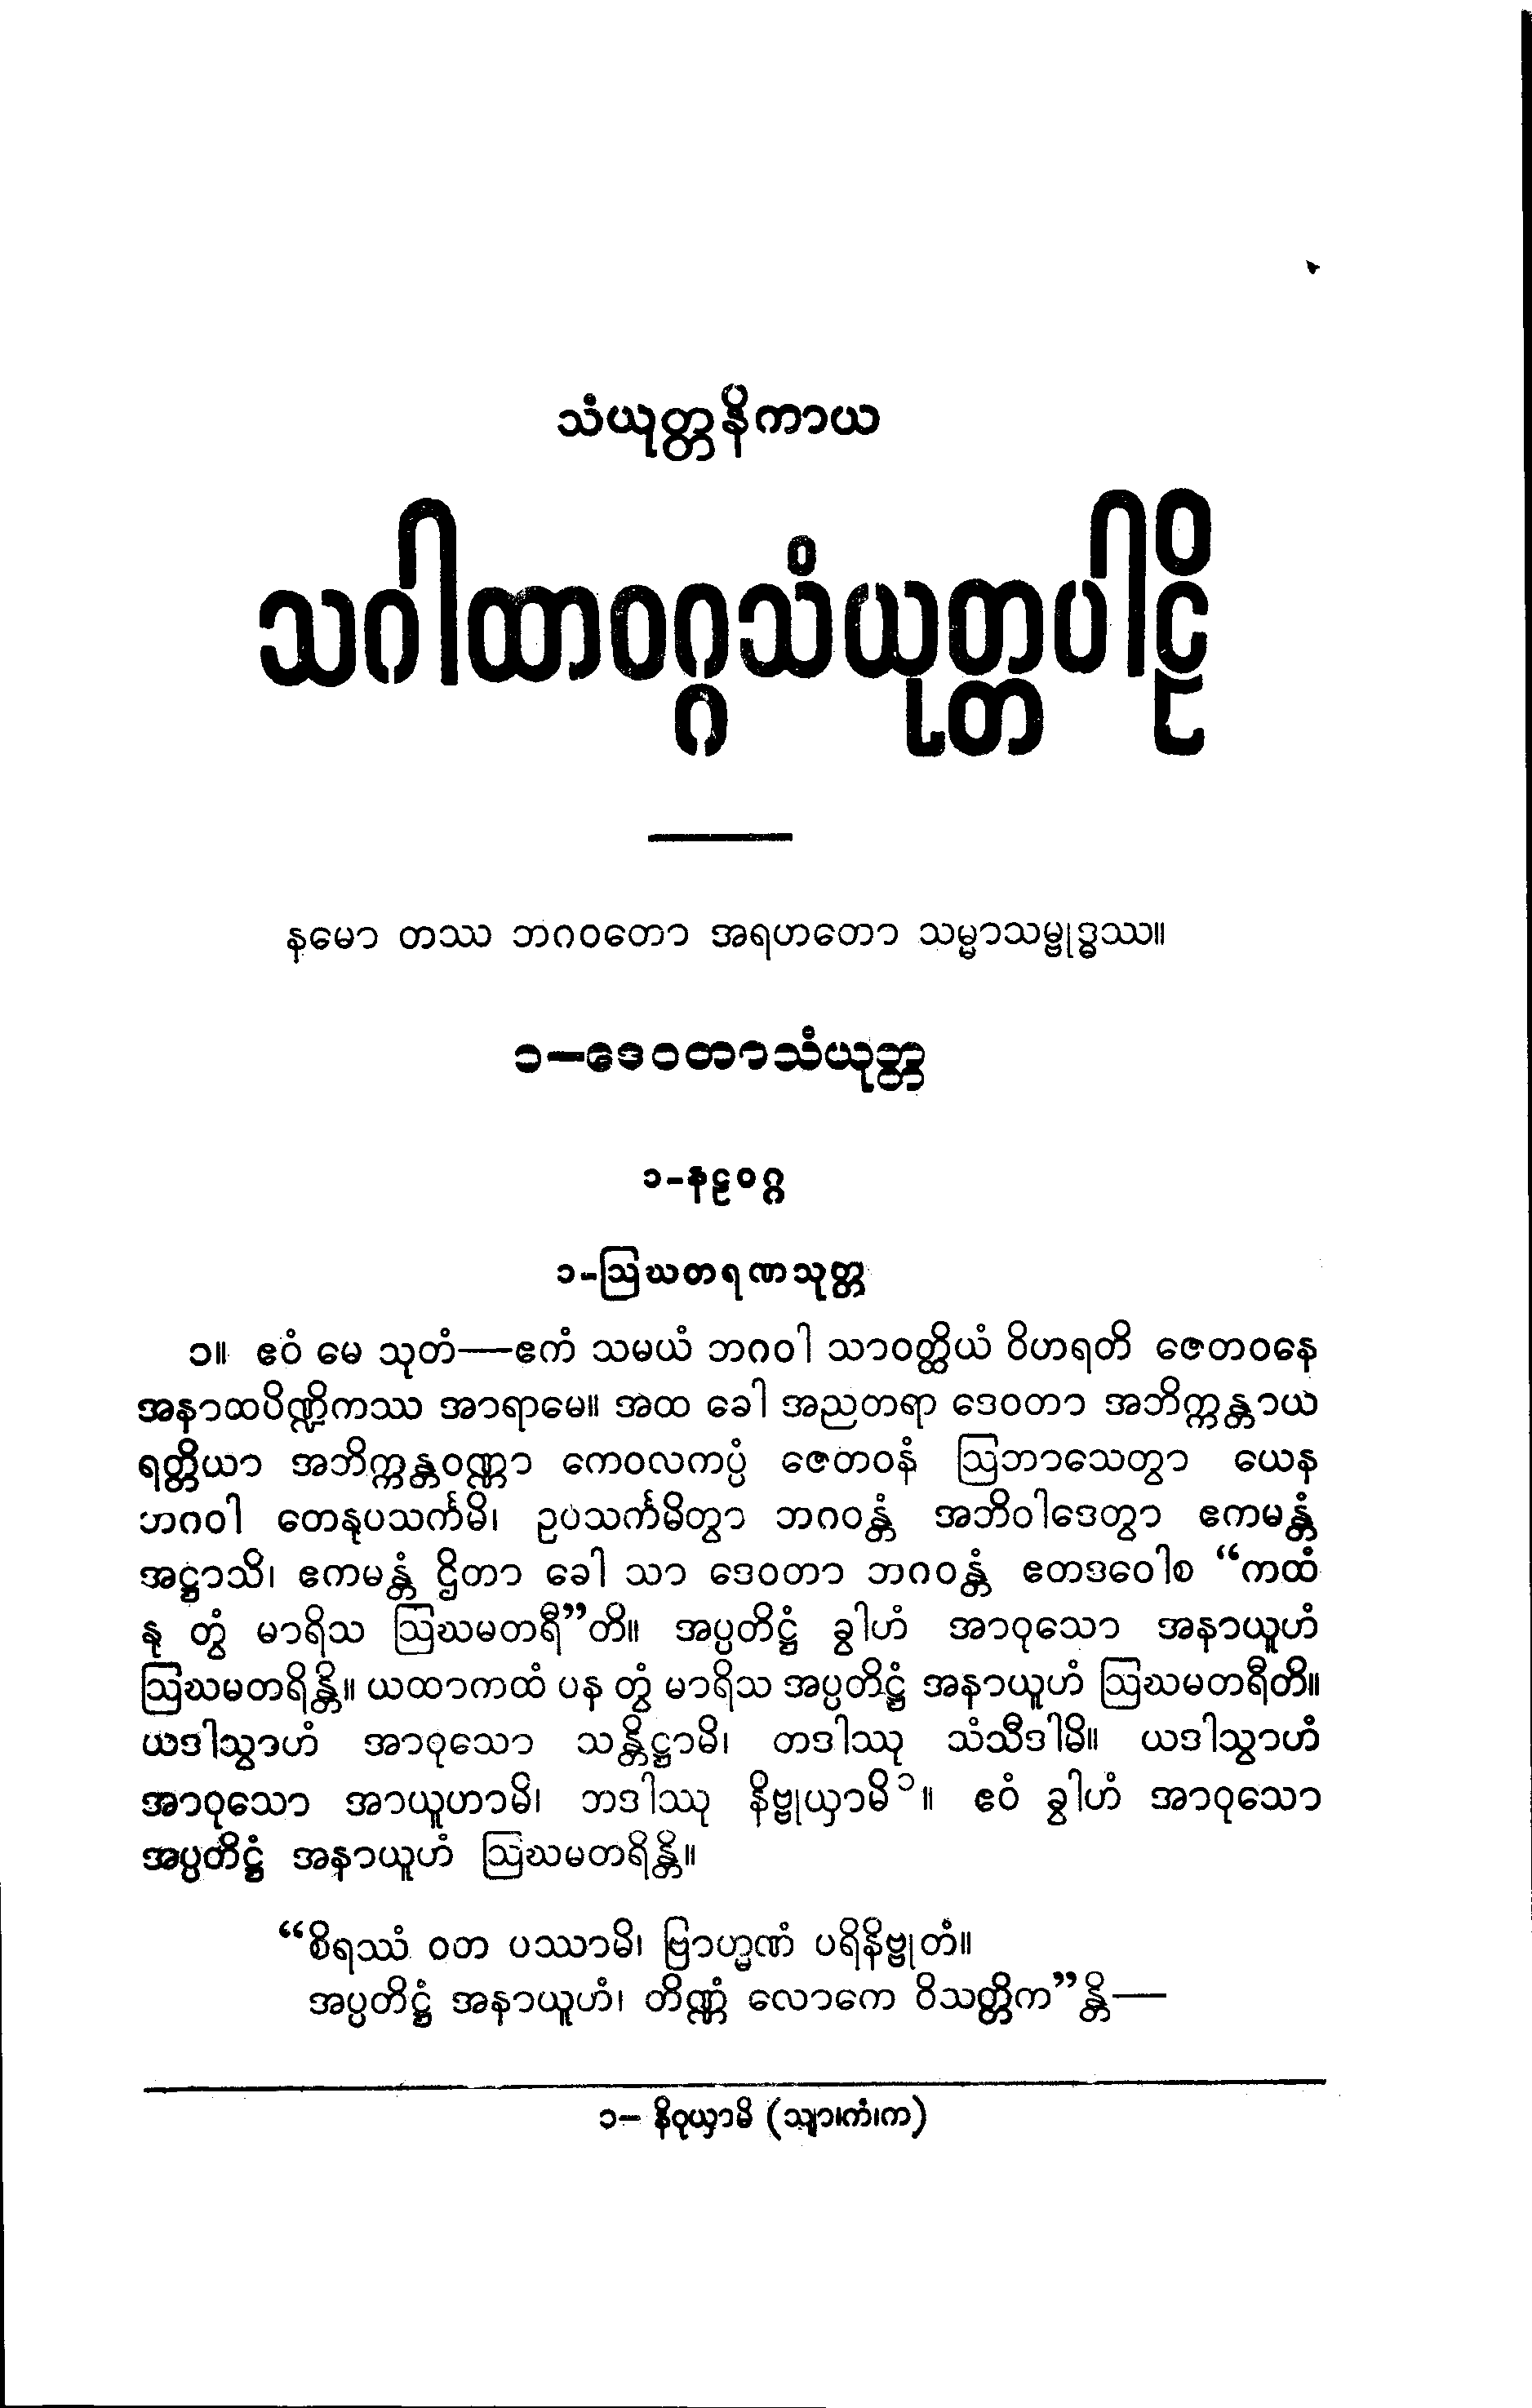 သံယုတ္တနိကာယ
သဂါထာဝဂ္ဂသံယုတ္တပါဠိ
နမော တဿ ဘဂဝတော အရဟတော သမ္မာသမ္ဗုဒ္ဓဿ။
၁—ဒေဝတာသံယုတ္တ
၁-နဠဝဂ္ဂ
၁-ဩဃတရဏသုတ္တ
၁။ ဧဝံ မေ သုတံ—ဧကံ သမယံ ဘဂဝါ သာဝတ္ထိယံ ဝိဟရတိ ဇေတဝနေ
အနာထပိဏ္ဍိကဿ အာရာမေ။ အထ ခေါ အညတရာ ဒေဝတာ အဘိက္ကန္တာယ
ရတ္တိယာ အဘိက္ကန္တဝဏ္ဏာ ကေဝလကပ္ပံ ဇေတဝနံ ဩဘာသေတွာ ယေန
ဘဂဝါ တေနုပသင်္ကမိ၊ ဥပသင်္ကမိတွာ ဘဂဝန္တံ အဘိဝါဒေတွာ ဧကမန္တံ
အဋ္ဌာသိ၊ ဧကမန္တံ ဌိတာ ခေါ သာ ဒေဝတာ ဘဂဝန္တံ ဧတဒဝေါစ “ကထံ
နု တွံ မာရိသ ဩဃမတရီ”တိ။ အပ္ပတိဋ္ဌံ ခွါဟံ အာဝုသော အနာယူဟံ
ဩဃမတရိန္တိ။ ယထာကထံ ပန တွံ မာရိသ အပ္ပတိဋ္ဌံ အနာယူဟံ ဩဃမတရီတိ။
ယဒါသွာဟံ အာဝုသော သန္တိဋ္ဌာမိ၊ တဒါဿု သံသီဒါမိ။ ယဒါသွာဟံ
အာဝုသော အာယူဟာမိ၊ ဘဒါဿု နိဗ္ဗုယှာမိ၁။ ဧဝံ ခွါဟံ အာဝုသော
အပ္ပတိဋ္ဌံ အနာယူဟံ ဩဃမတရိန္တိ။
“စိရဿံ ဝတ ပဿာမိ၊ ဗြာဟ္မဏံ ပရိနိဗ္ဗုတံ။
အပ္ပတိဋ္ဌံ အနာယူဟံ၊ တိဏ္ဏံ လောကေ ဝိသတ္တိက”န္တိ—
၁— နိဝုယှာမိ (သျာ၊ကံ၊က)